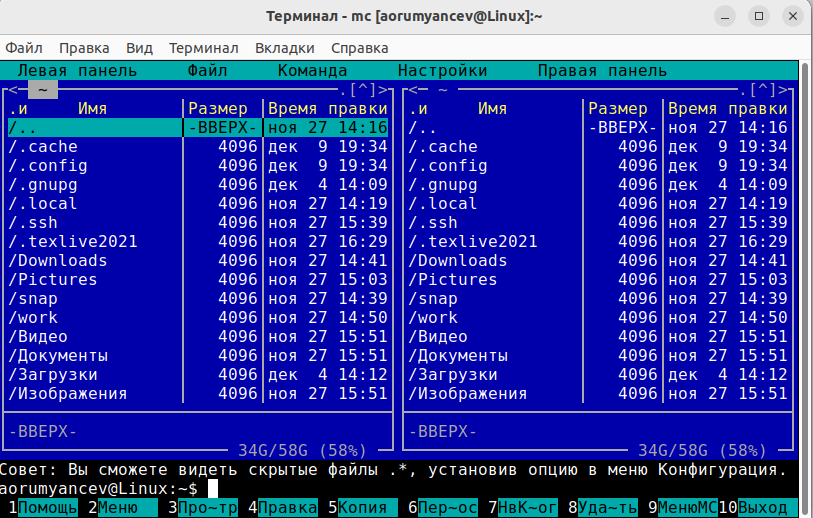 Терминал - mc [aorumyancev@Linux]:~
Файл Правка Вид Терминал Вкладки Справка
Левая панель Файл Команда Настройки Правая панель
<─ ~ .[^]> <─ ~ .[^]>
.и Имя Размер Время правки .и Имя Размер Время правки
/.. -ВВЕРХ- ноя 27 14:16 /.. -ВВЕРХ- ноя 27 14:16
/.cache 4096 дек 9 19:34 /.cache 4096 дек 9 19:34
/.config 4096 дек 9 19:34 /.config 4096 дек 9 19:34
/.gnupg 4096 дек 4 14:09 /.gnupg 4096 дек 4 14:09
/.local 4096 ноя 27 14:19 /.local 4096 ноя 27 14:19
/.ssh 4096 ноя 27 15:39 /.ssh 4096 ноя 27 15:39
/.texlive2021 4096 ноя 27 16:29 /.texlive2021 4096 ноя 27 16:29
/Downloads 4096 ноя 27 14:41 /Downloads 4096 ноя 27 14:41
/Pictures 4096 ноя 27 15:03 /Pictures 4096 ноя 27 15:03
/snap 4096 ноя 27 14:39 /snap 4096 ноя 27 14:39
/work 4096 ноя 27 14:50 /work 4096 ноя 27 14:50
/Видео 4096 ноя 27 15:51 /Видео 4096 ноя 27 15:51
/Документы 4096 ноя 27 15:51 /Документы 4096 ноя 27 15:51
/Загрузки 4096 дек 4 14:12 /Загрузки 4096 дек 4 14:12
/Изображения 4096 ноя 27 15:51 /Изображения 4096 ноя 27 15:51
-ВВЕРХ- -ВВЕРХ-
34G/58G (58%) 34G/58G (58%)
Совет: Вы сможете видеть скрытые файлы .*, установив опцию в меню Конфигурация.
aorumyancev@Linux:~$
1Помощь 2Меню 3Про~тр 4Правка 5Копия 6Пер~ос 7НвК~ог 8Уда~ть 9МенюМС 10Выход